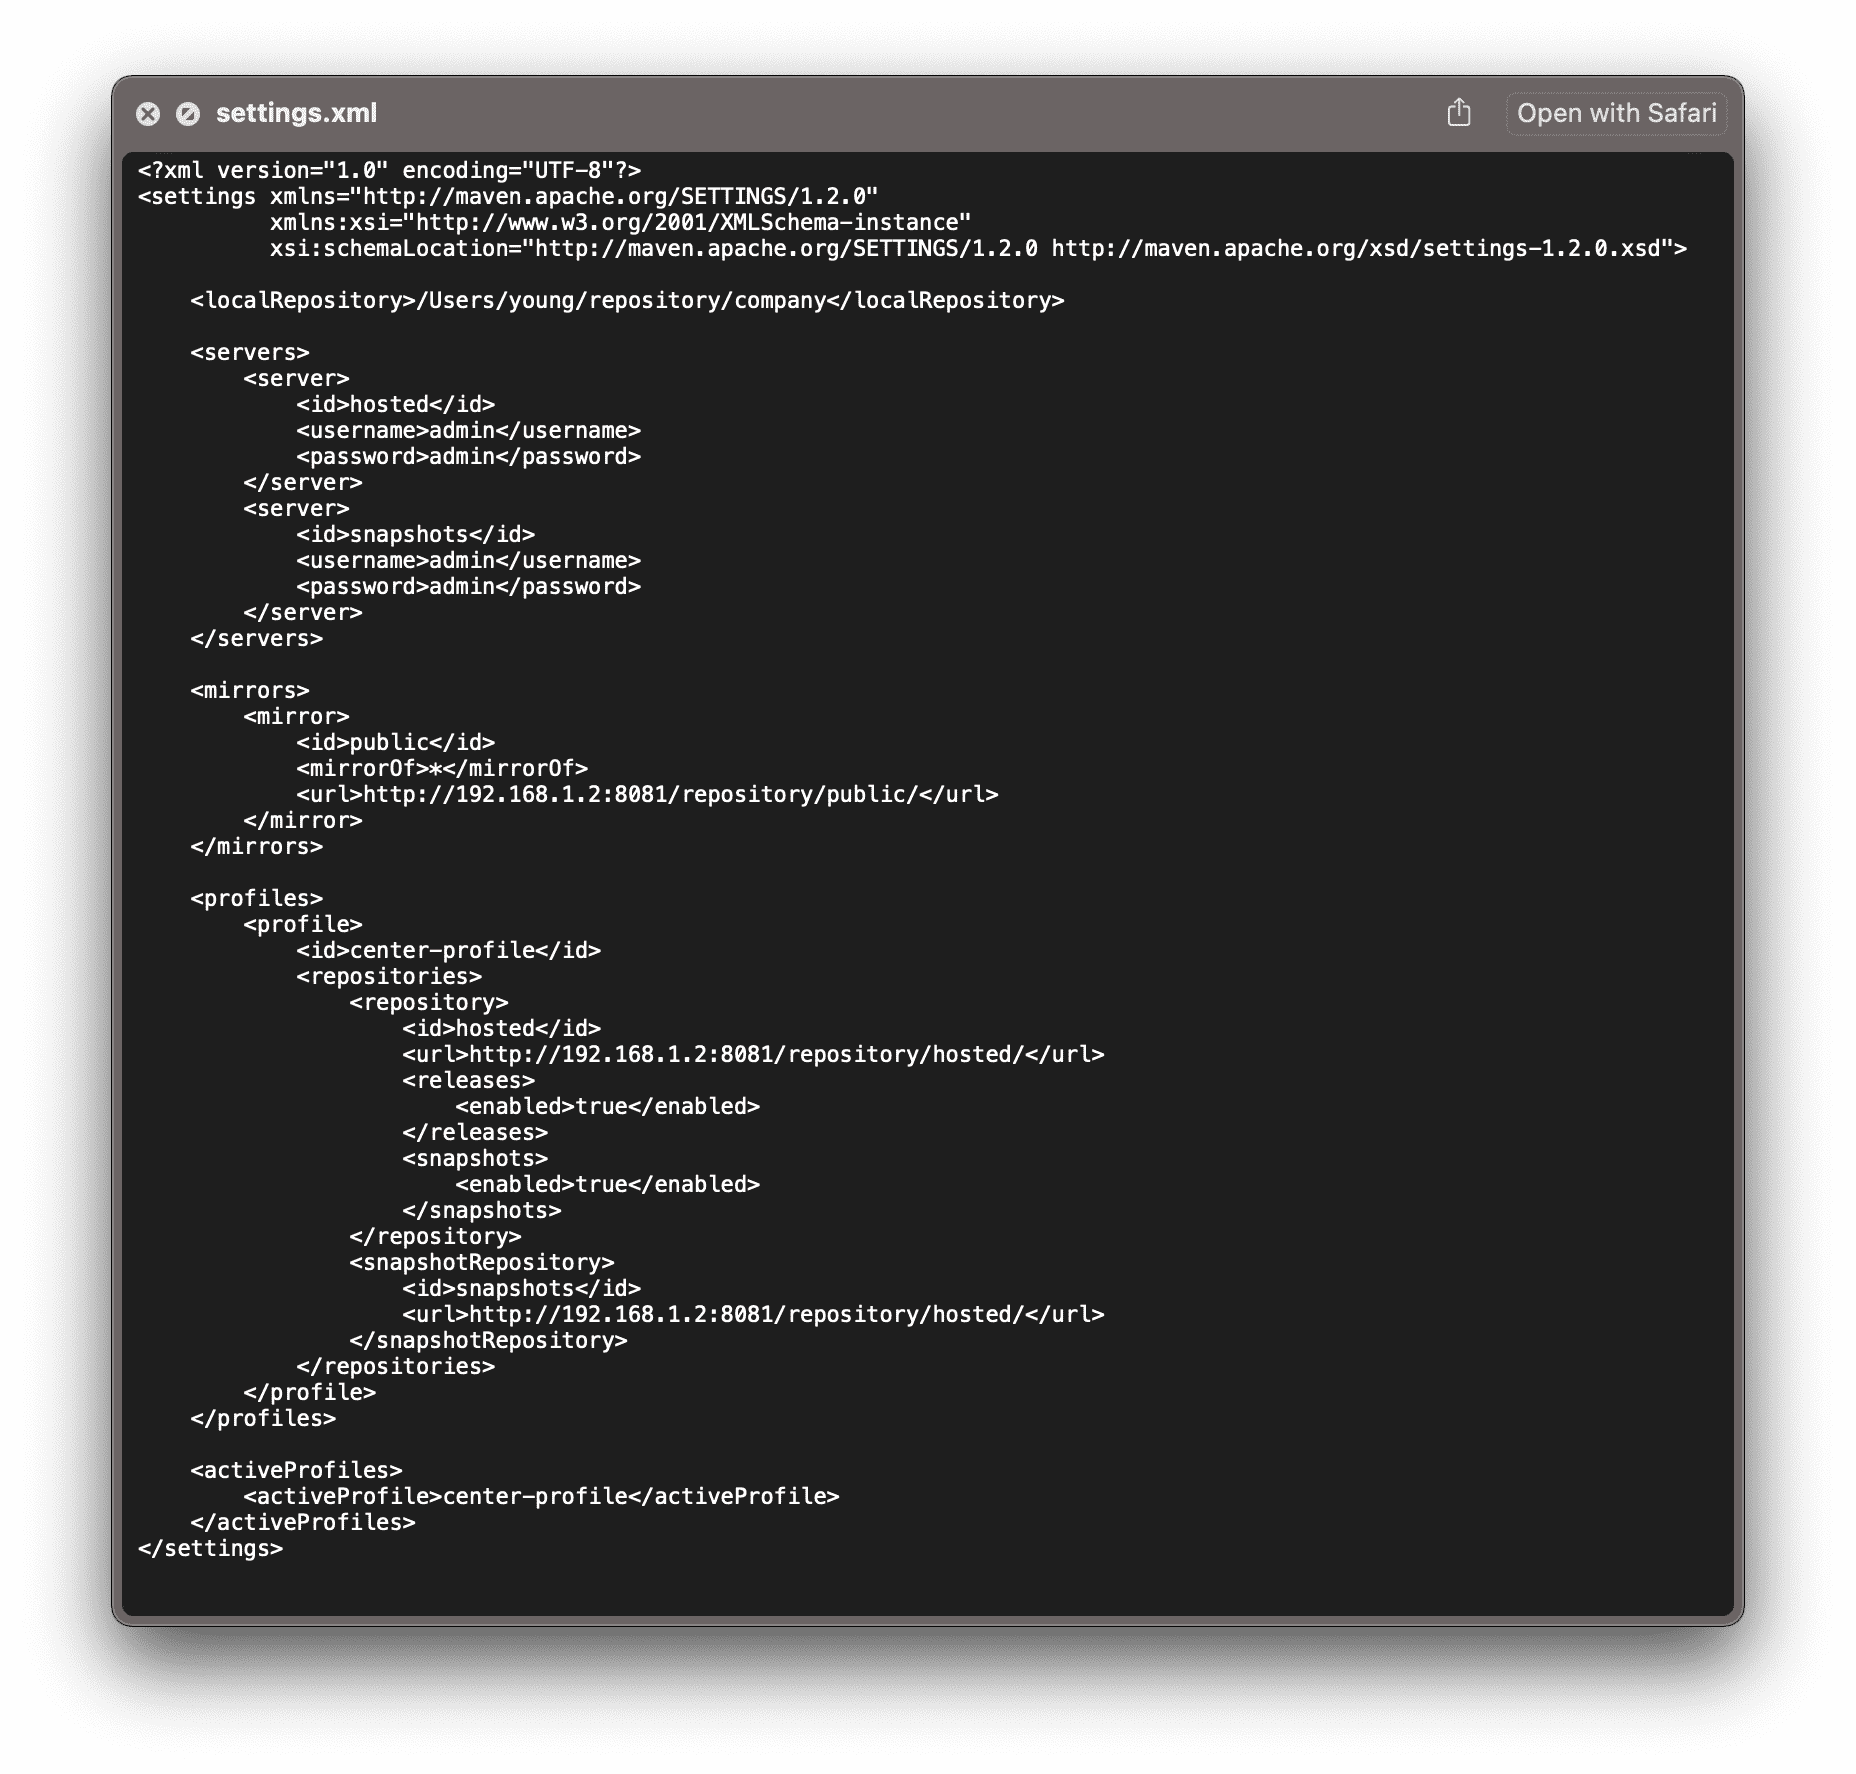 settings.xml
Open with Safari
<?xml version="1.0" encoding="UTF-8"?>
<settings xmlns="http://maven.apache.org/SETTINGS/1.2.0"
          xmlns:xsi="http://www.w3.org/2001/XMLSchema-instance"
          xsi:schemaLocation="http://maven.apache.org/SETTINGS/1.2.0 http://maven.apache.org/xsd/settings-1.2.0.xsd">
    <localRepository>/Users/young/repository/company</localRepository>
    <servers>
        <server>
            <id>hosted</id>
            <username>admin</username>
            <password>admin</password>
        </server>
        <server>
            <id>snapshots</id>
            <username>admin</username>
            <password>admin</password>
        </server>
    </servers>
    <mirrors>
        <mirror>
            <id>public</id>
            <mirrorOf>*</mirrorOf>
            <url>http://192.168.1.2:8081/repository/public/</url>
        </mirror>
    </mirrors>
    <profiles>
        <profile>
            <id>center-profile</id>
            <repositories>
                <repository>
                    <id>hosted</id>
                    <url>http://192.168.1.2:8081/repository/hosted/</url>
                    <releases>
                        <enabled>true</enabled>
                    </releases>
                    <snapshots>
                        <enabled>true</enabled>
                    </snapshots>
                </repository>
                <snapshotRepository>
                    <id>snapshots</id>
                    <url>http://192.168.1.2:8081/repository/hosted/</url>
                </snapshotRepository>
            </repositories>
        </profile>
    </profiles>
    <activeProfiles>
        <activeProfile>center-profile</activeProfile>
    </activeProfiles>
</settings>